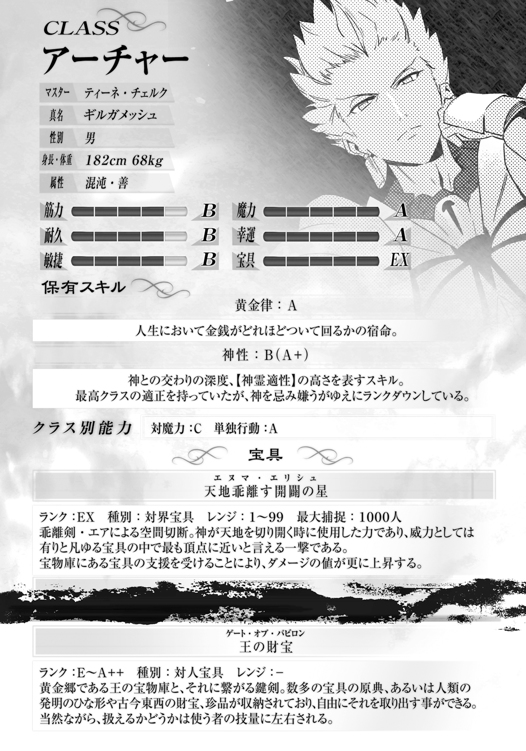 CLASS
アーチャー
マスター ティーネ・チェルク
真名 ギルガメッシュ
性別 男
身長・体重 182cm 68kg
属性 混沌・善
筋力 B 魔力 A
耐久 B 幸運 A
敏捷 B 宝具 EX
保有スキル
黄金律：A
人生において金銭がどれほどついて回るかの宿命。
神性：B(A+)
神との交わりの深度、【神霊適性】の高さを表すスキル。
最高クラスの適正を持っていたが、神を忌み嫌うがゆえにランクダウンしている。
クラス別能力 対魔力：C 単独行動：A
宝具
エヌマ・エリシュ
天地乖離す開闢の星
ランク：EX 種別：対界宝具 レンジ：1～99 最大捕捉：1000人
乖離剣・エアによる空間切断。神が天地を切り開く時に使用した力であり、威力としては
有りと凡ゆる宝具の中で最も頂点に近いと言える一撃である。
宝物庫にある宝具の支援を受けることにより、ダメージの値が更に上昇する。
ゲート・オブ・バビロン
王の財宝
ランク：E～A++ 種別：対人宝具 レンジ：−
黄金郷である王の宝物庫と、それに繋がる鍵剣。数多の宝具の原典、あるいは人類の
発明のひな形や古今東西の財宝、珍品が収納されており、自由にそれを取り出す事ができる。
当然ながら、扱えるかどうかは使う者の技量に左右される。